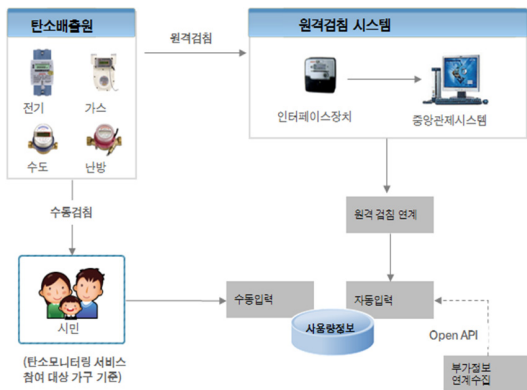 탄소배출원
원격검침
원격검침 시스템
전기
가스
수도
난방
인터페이스장치
중앙관제시스템
수동검침
원격 검침 연계
시민
수동입력
자동입력
사용량정보
(탄소모니터링 서비스
참여 대상 가구 기준)
Open API
부가정보
연계수집